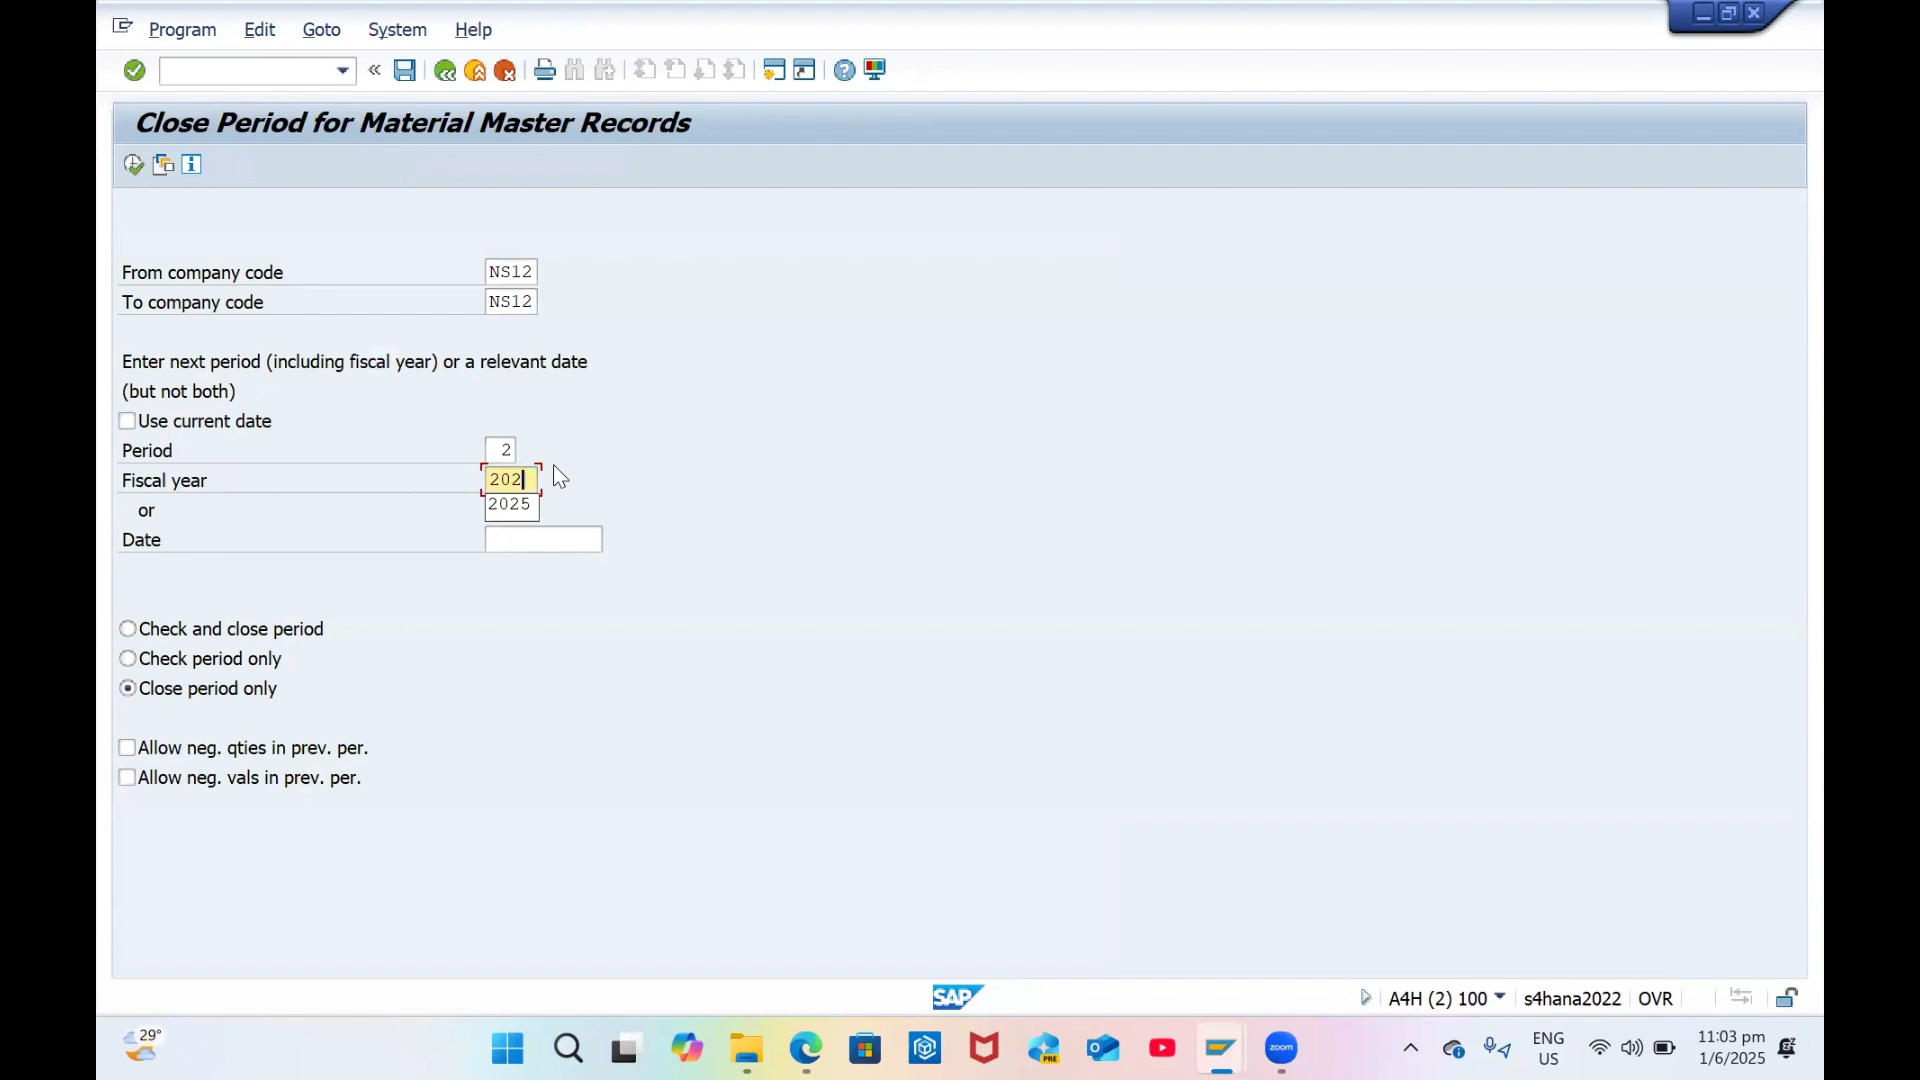 Program Edit Goto System Help
Close Period for Material Master Records
From company code NS12
To company code NS12
Enter next period (including fiscal year) or a relevant date
(but not both)
Use current date
Period 2
Fiscal year 202
2025
or
Date
Check and close period
Check period only
Close period only
Allow neg. qties in prev. per.
Allow neg. vals in prev. per.
SAP A4H (2) 100 s4hana2022 OVR
29°
PRE
zoom
ENG
US
11:03 pm
1/6/2025